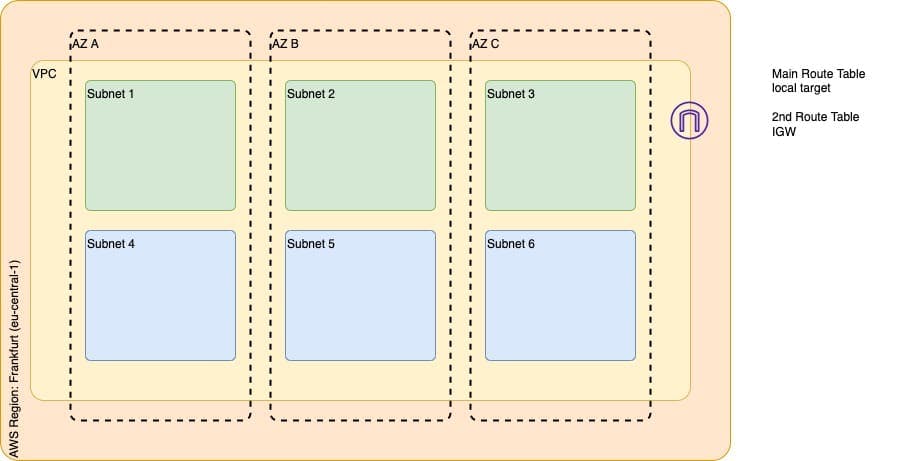 AZ A
AZ B
AZ C
VPC
Subnet 1
Subnet 2
Subnet 3
Subnet 4
Subnet 5
Subnet 6
AWS Region: Frankfurt (eu-central-1)
Main Route Table
local target
2nd Route Table
IGW